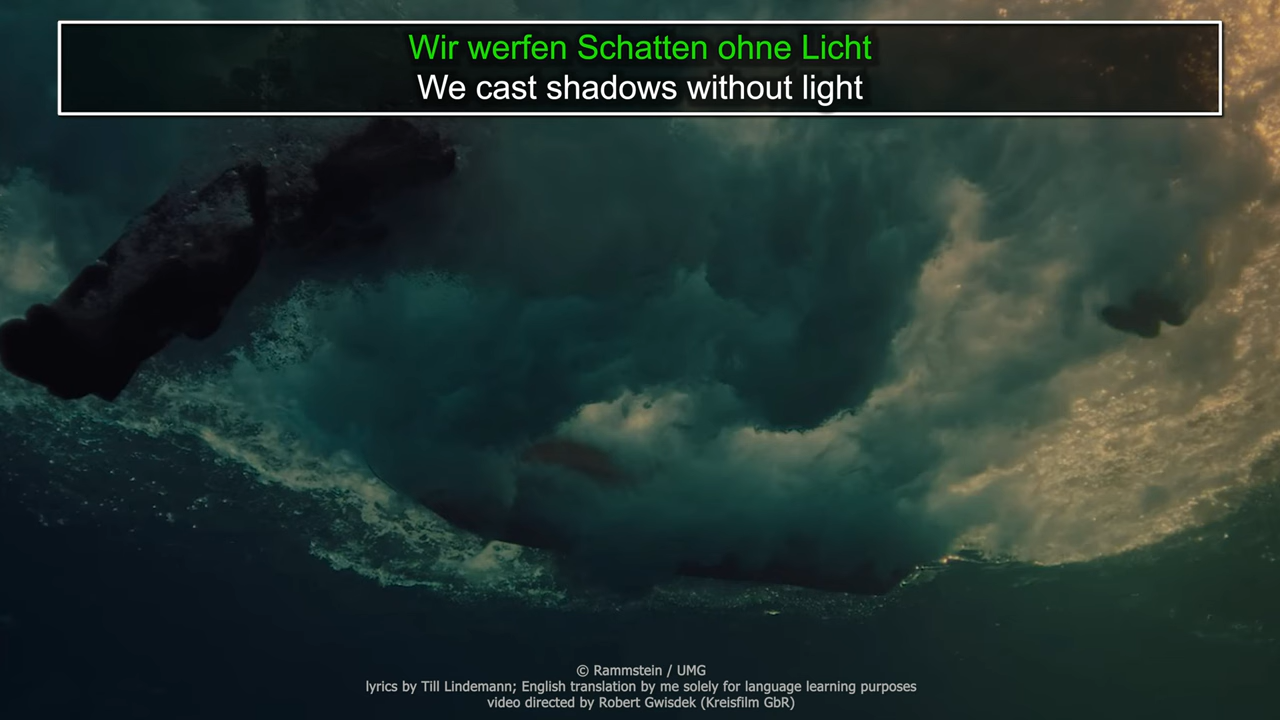 Wir werfen Schatten ohne Licht
We cast shadows without light
© Rammstein / UMG
lyrics by Till Lindemann; English translation by me solely for language learning purposes
video directed by Robert Gwisdek (Kreisfilm GbR)